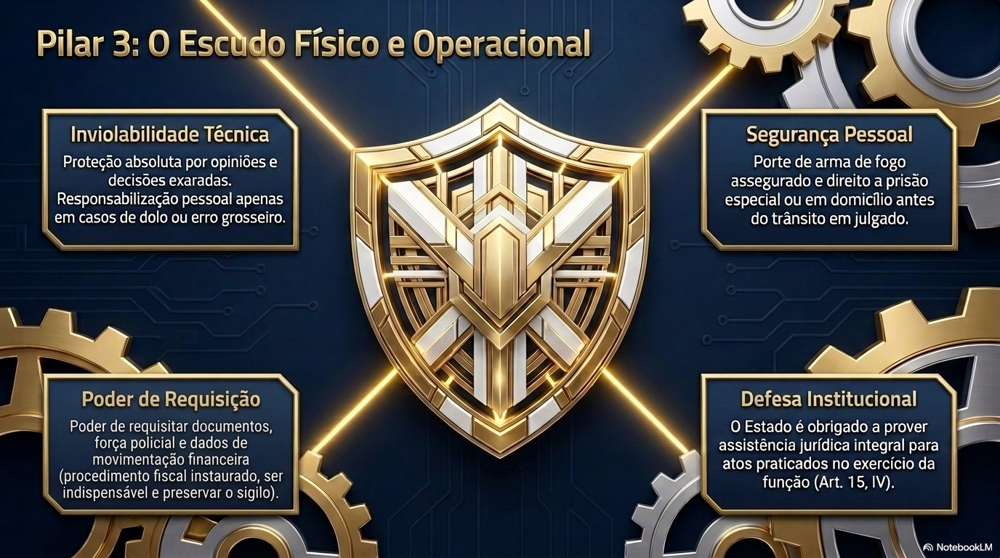 Pilar 3: O Escudo Físico e Operacional
Inviolabilidade Técnica
Proteção absoluta por opiniões e
decisões exaradas.
Responsabilização pessoal apenas
em casos de dolo ou erro grosseiro.
Segurança Pessoal
Porte de arma de fogo
assegurado e direito a prisão
especial ou em domicílio antes
do trânsito em julgado.
Poder de Requisição
Poder de requisitar documentos,
força policial e dados de
movimentação financeira
(procedimento fiscal instaurado, ser
indispensável e preservar o sigilo).
Defesa Institucional
O Estado é obrigado a prover
assistência jurídica integral para
atos praticados no exercício da
função (Art. 15, IV).
NotebookLM